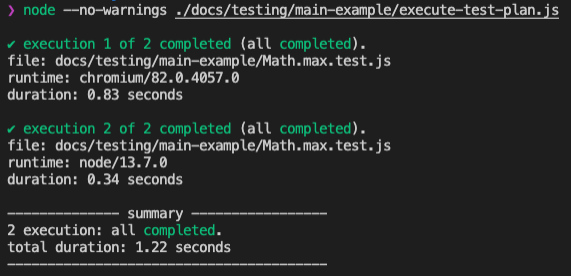 ❯ node --no-warnings ./docs/testing/main-example/execute-test-plan.js
✔ execution 1 of 2 completed (all completed).
file: docs/testing/main-example/Math.max.test.js
runtime: chromium/82.0.4057.0
duration: 0.83 seconds
✔ execution 2 of 2 completed (all completed).
file: docs/testing/main-example/Math.max.test.js
runtime: node/13.7.0
duration: 0.34 seconds
-------------- summary -----------------
2 execution: all completed.
total duration: 1.22 seconds
----------------------------------------